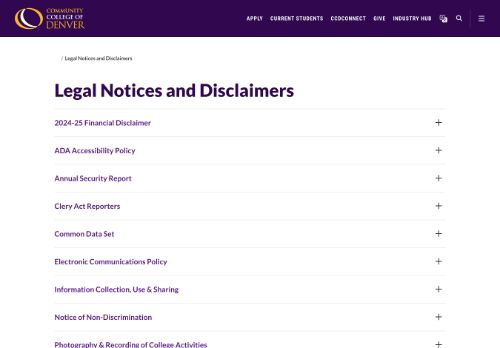 COMMUNITY
COLLEGE OF
DENVER
APPLY CURRENT STUDENTS CCDCONNECT GIVE INDUSTRY HUB
/ Legal Notices and Disclaimers
Legal Notices and Disclaimers
2024-25 Financial Disclaimer
ADA Accessibility Policy
Annual Security Report
Clery Act Reporters
Common Data Set
Electronic Communications Policy
Information Collection, Use & Sharing
Notice of Non-Discrimination
Photography & Recording of College Activities